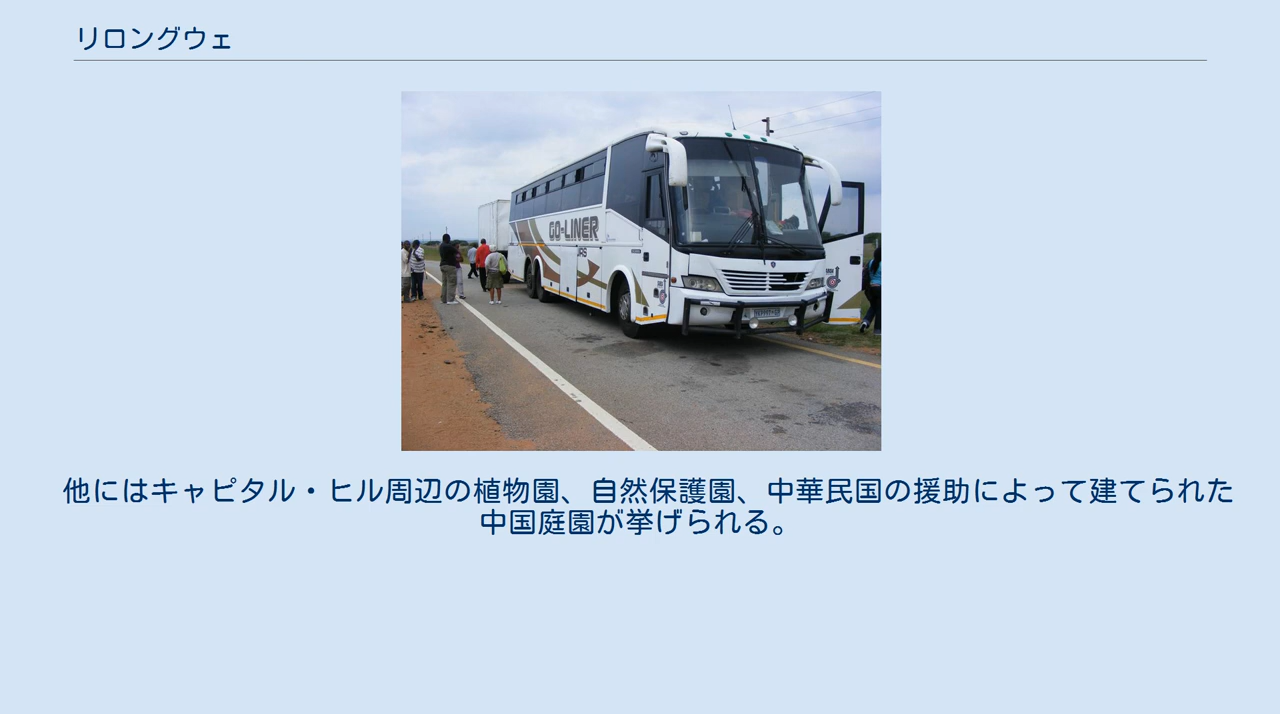 リロングウェ
GO-LINER
他にはキャピタル・ヒル周辺の植物園、自然保護園、中華民国の援助によって建てられた
中国庭園が挙げられる。